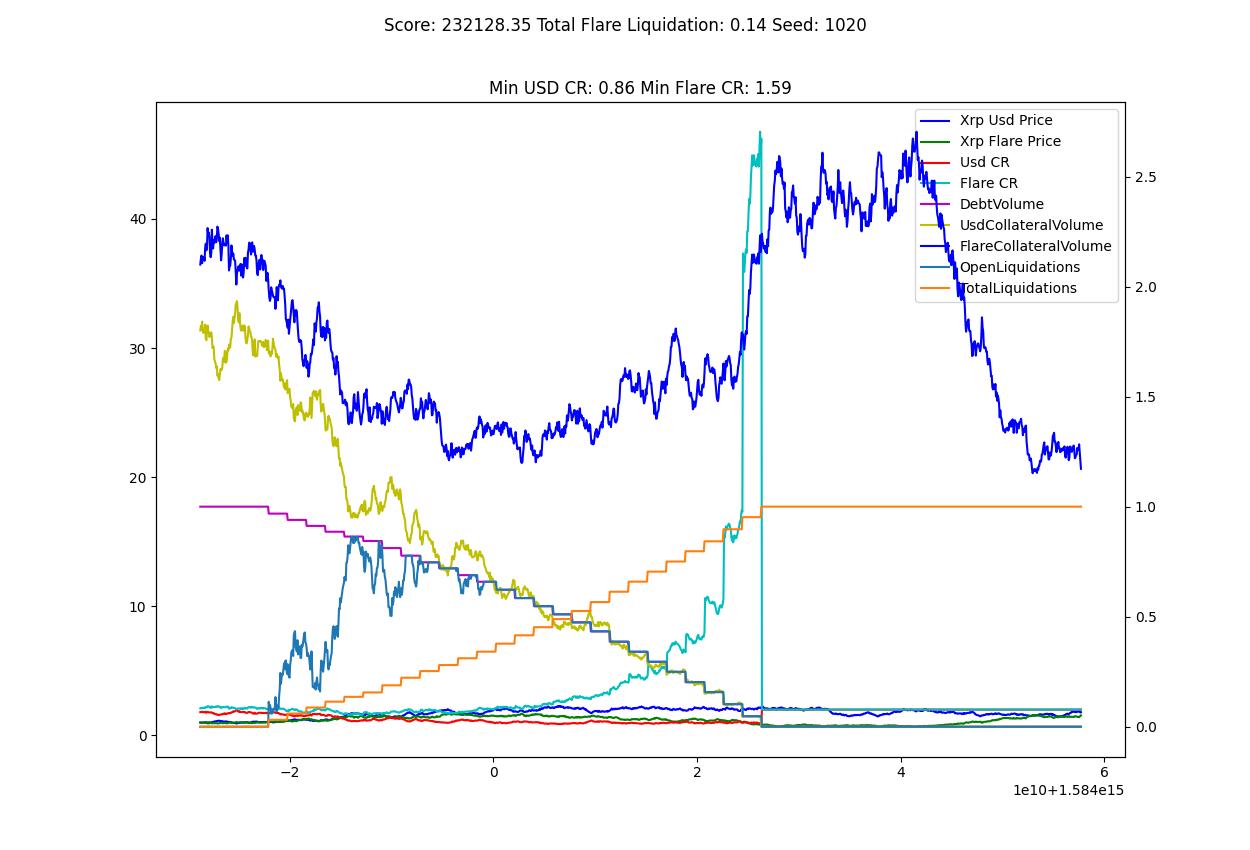 Score: 232128.35 Total Flare Liquidation: 0.14 Seed: 1020
Min USD CR: 0.86 Min Flare CR: 1.59
Xrp Usd Price
Xrp Flare Price
Usd CR
Flare CR
DebtVolume
UsdCollateralVolume
FlareCollateralVolume
OpenLiquidations
TotalLiquidations
40
30
20
10
0
2.5
2.0
1.5
1.0
0.5
0.0
−2 0 2 4 6
1e10+1.584e15